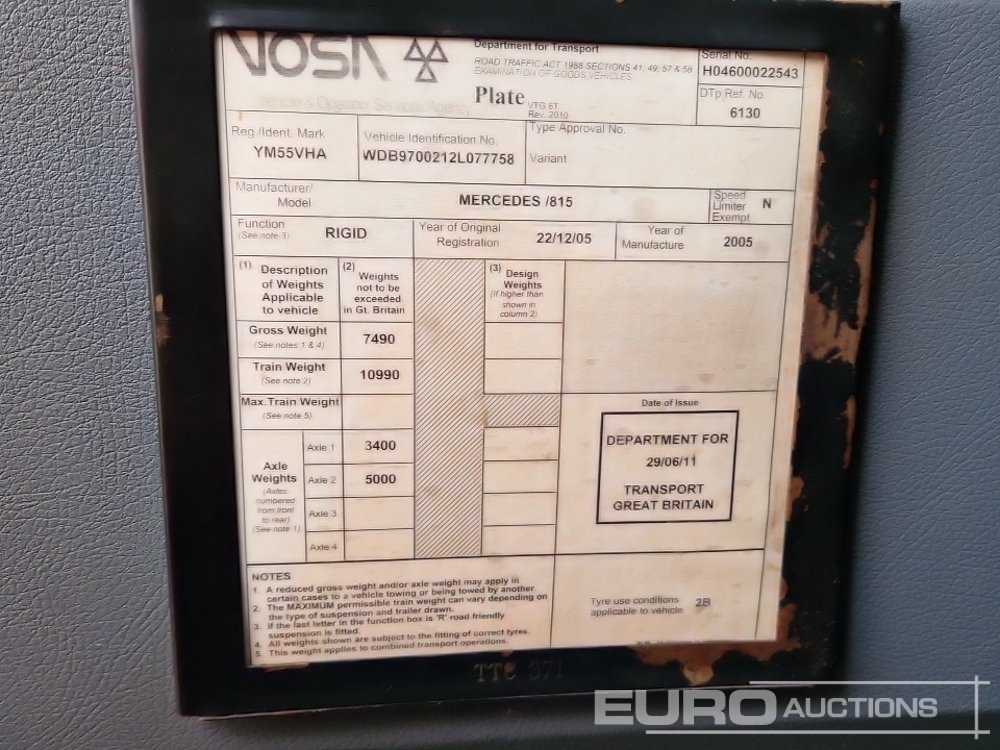 VOSA
Vehicle & Operator Services Agency
Department for Transport
ROAD TRAFFIC ACT 1988 SECTIONS 41, 49, 57 & 58
EXAMINATION OF GOODS VEHICLES
Plate VTG 6T
Rev. 2010
Serial No.
H04600022543
DTp Ref. No.
6130
Reg./Ident. Mark
YM55VHA
Vehicle Identification No.
WDB9700212L077758
Type Approval No.
Variant
Manufacturer/
Model
MERCEDES /815
Speed
Limiter
Exempt
N
Function
(See note 3)
RIGID
Year of Original
Registration
22/12/05
Year of
Manufacture
2005
(1) Description
of Weights
Applicable
to vehicle
(2) Weights
not to be
exceeded
in Gt. Britain
(3) Design
Weights
(If higher than
shown in
column 2)
Gross Weight
(See notes 1 & 4)
7490
Train Weight
(See note 2)
10990
Max.Train Weight
(See note 5)
Axle
Weights
(Axles
numbered
from front
to rear)
(See note 1)
Axle 1 3400
Axle 2 5000
Axle 3
Axle 4
Date of Issue
DEPARTMENT FOR
29/06/11
TRANSPORT
GREAT BRITAIN
NOTES
1. A reduced gross weight and/or axle weight may apply in
certain cases to a vehicle towing or being towed by another.
2. The MAXIMUM permissible train weight can vary depending on
the type of suspension and trailer drawn.
3. If the last letter in the function box is 'R' road friendly
suspension is fitted.
4. All weights shown are subject to the fitting of correct tyres.
5. This weight applies to combined transport operations.
Tyre use conditions
applicable to vehicle
2B
371
EURO AUCTIONS